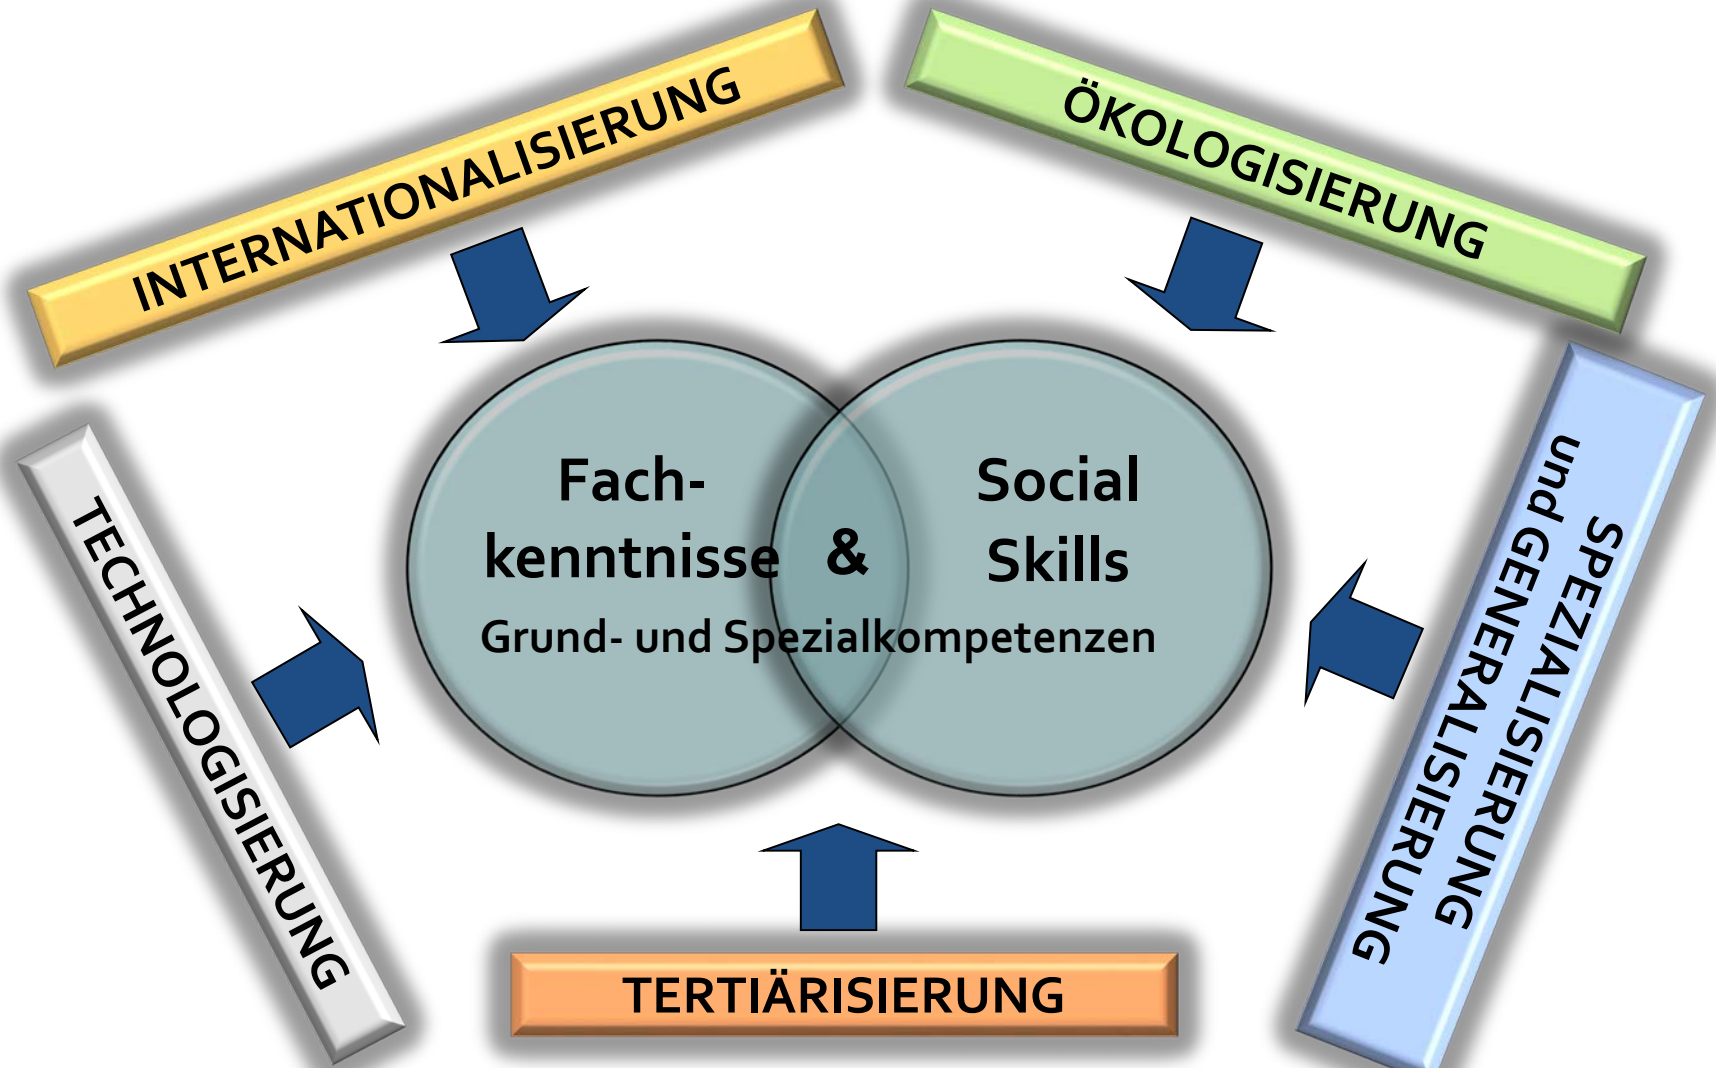 INTERNATIONALISIERUNG
ÖKOLOGISIERUNG
Fach-
kenntnisse
&
Social
Skills
Grund- und Spezialkompetenzen
TECHNOLOGISIERUNG
SPEZIALISIERUNG
und GENERALISIERUNG
TERTIÄRISIERUNG